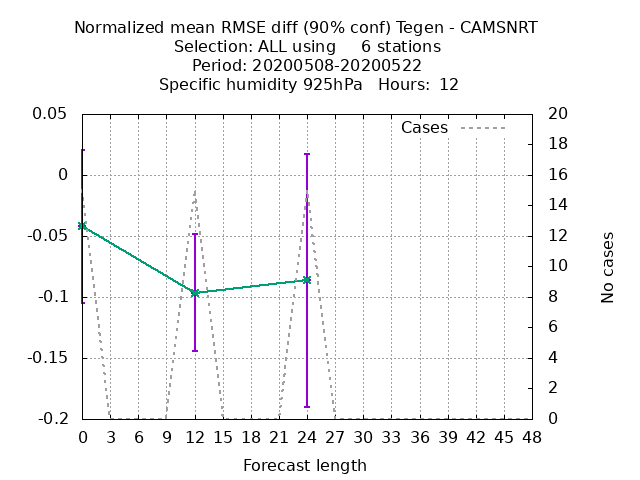 Normalized mean RMSE diff (90% conf) Tegen - CAMSNRT
Selection: ALL using     6 stations
Period: 20200508-20200522
Specific humidity 925hPa   Hours:  12
0.05
0
-0.05
-0.1
-0.15
-0.2
Cases
20
18
16
14
12
10
8
6
4
2
0
No cases
0 3 6 9 12 15 18 21 24 27 30 33 36 39 42 45 48
Forecast length